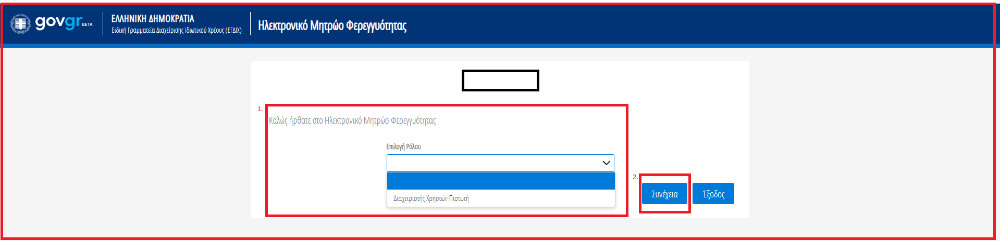 govgr BETA
ΕΛΛΗΝΙΚΗ ΔΗΜΟΚΡΑΤΙΑ
Ειδική Γραμματεία Διαχείρισης Ιδιωτικού Χρέους (ΕΓΔΙΧ)
Ηλεκτρονικό Μητρώο Φερεγγυότητας
1.
Καλώς ήρθατε στο Ηλεκτρονικό Μητρώο Φερεγγυότητας
Επιλογή Ρόλου
Διαχειριστής Χρηστών Πιστωτή
2.
Συνέχεια
Έξοδος